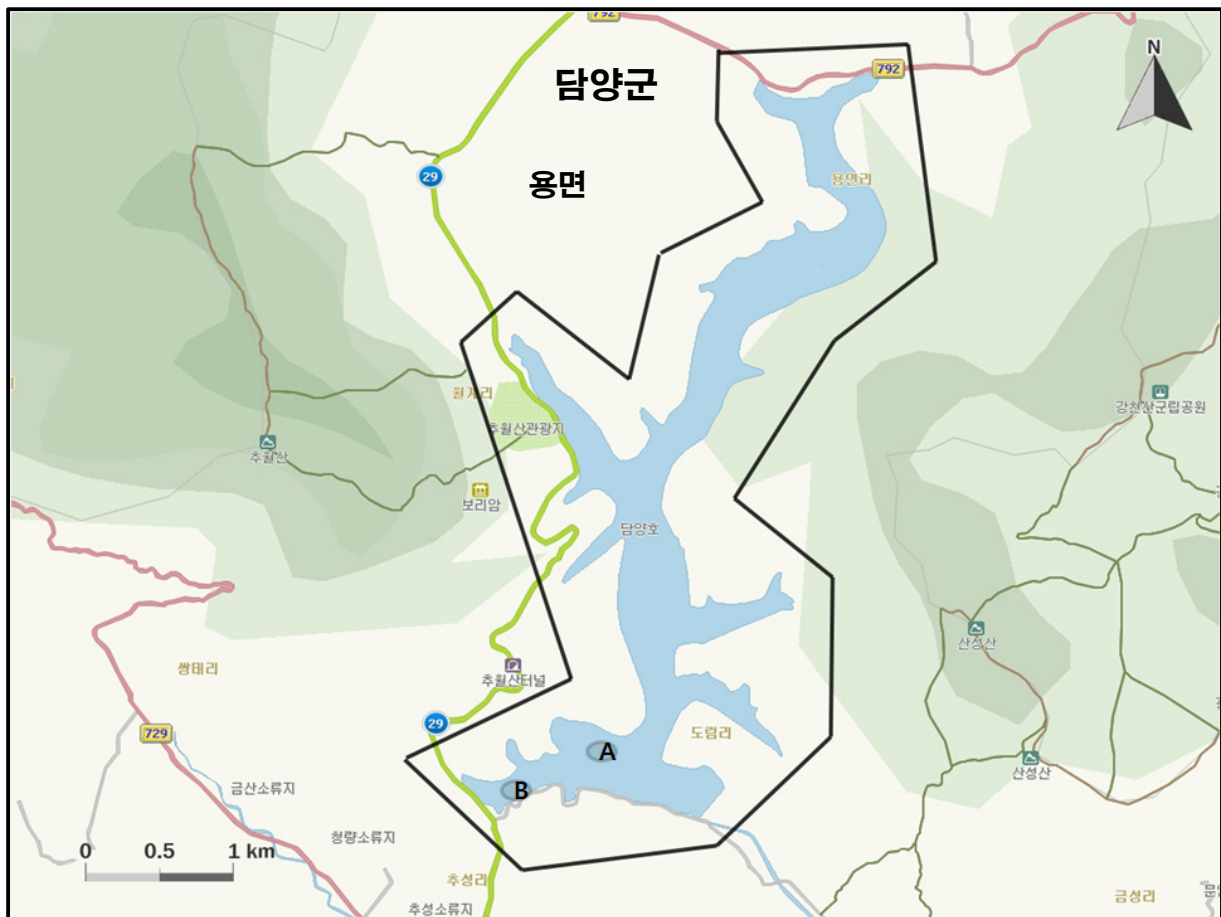 792
담양군
N
792
29
용면
용면리
월계리
강천산군립공원
추월산관광지
추월산
보리암
담양호
산성산
쌍태리
추월산터널
29
729
도림리
A
산성산
B
금산소류지
청량소류지
0 0.5 1 km
추성리
금성리
추성소류지